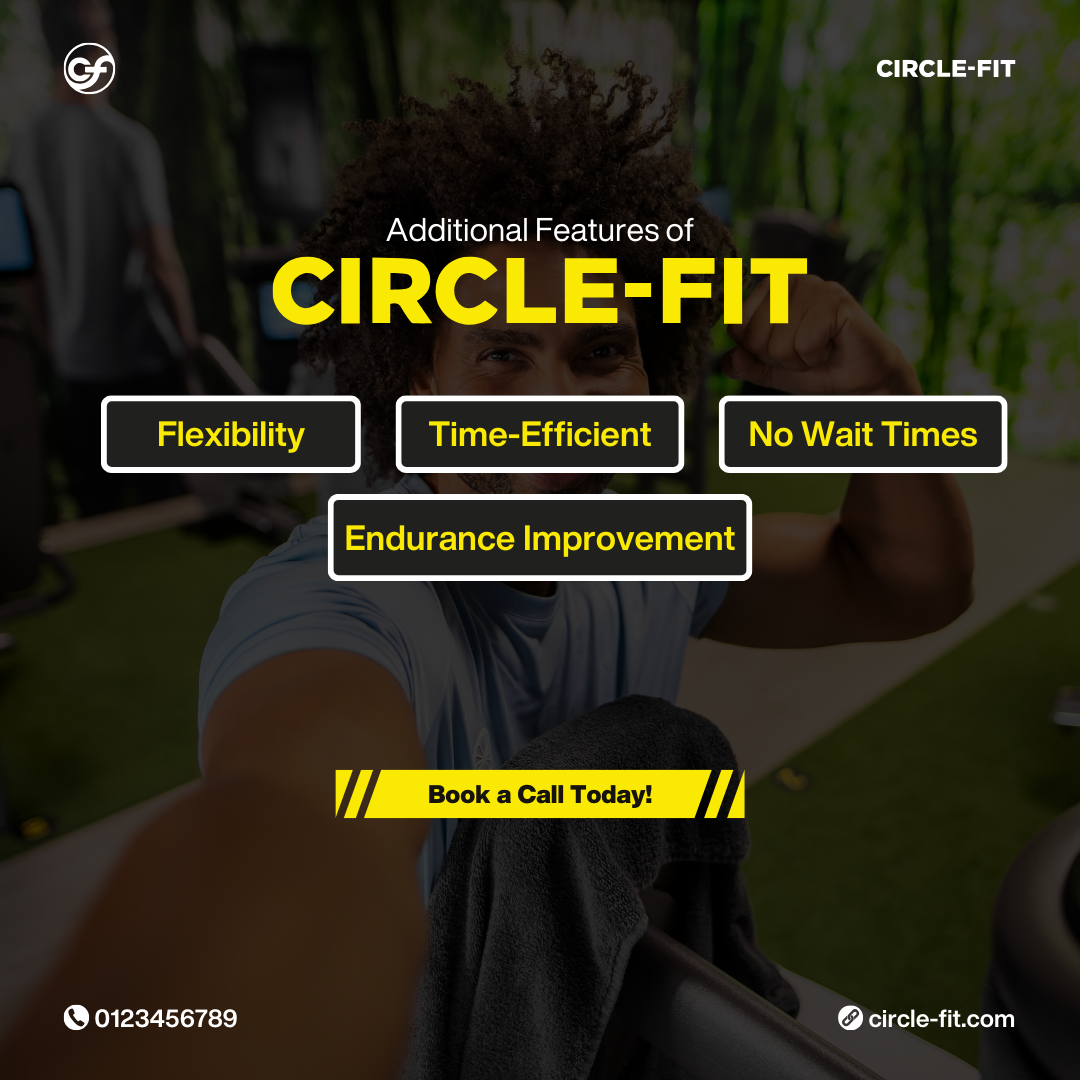 GF
CIRCLE-FIT
Additional Features of
CIRCLE-FIT
Flexibility
Time-Efficient
No Wait Times
Endurance Improvement
Book a Call Today!
0123456789
circle-fit.com